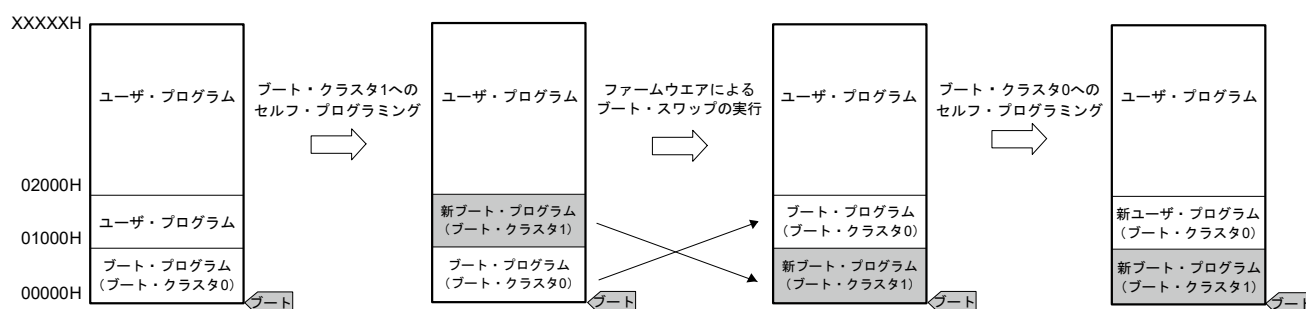 XXXXXH
02000H
01000H
00000H
ユーザ・プログラム
ユーザ・プログラム
ブート・プログラム
(ブート・クラスタ0)
ブート
ブート・クラスタ1への
セルフ・プログラミング
ユーザ・プログラム
新ブート・プログラム
(ブート・クラスタ1)
ブート・プログラム
(ブート・クラスタ0)
ブート
ファームウエアによる
ブート・スワップの実行
ユーザ・プログラム
ブート・プログラム
(ブート・クラスタ0)
新ブート・プログラム
(ブート・クラスタ1)
ブート
ブート・クラスタ0への
セルフ・プログラミング
ユーザ・プログラム
新ユーザ・プログラム
(ブート・クラスタ0)
新ブート・プログラム
(ブート・クラスタ1)
ブート